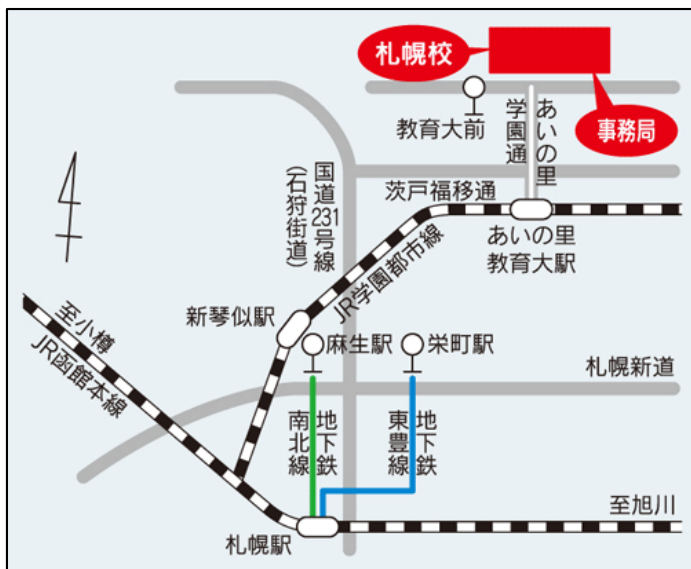 札幌校
事務局
教育大前
あいの里
学園通
茨戸福移通
国道231号線
(石狩街道)
あいの里
教育大駅
JR学園都市線
新琴似駅
至小樽
JR函館本線
麻生駅
栄町駅
札幌新道
地下鉄
南北線
地下鉄
東豊線
至旭川
札幌駅